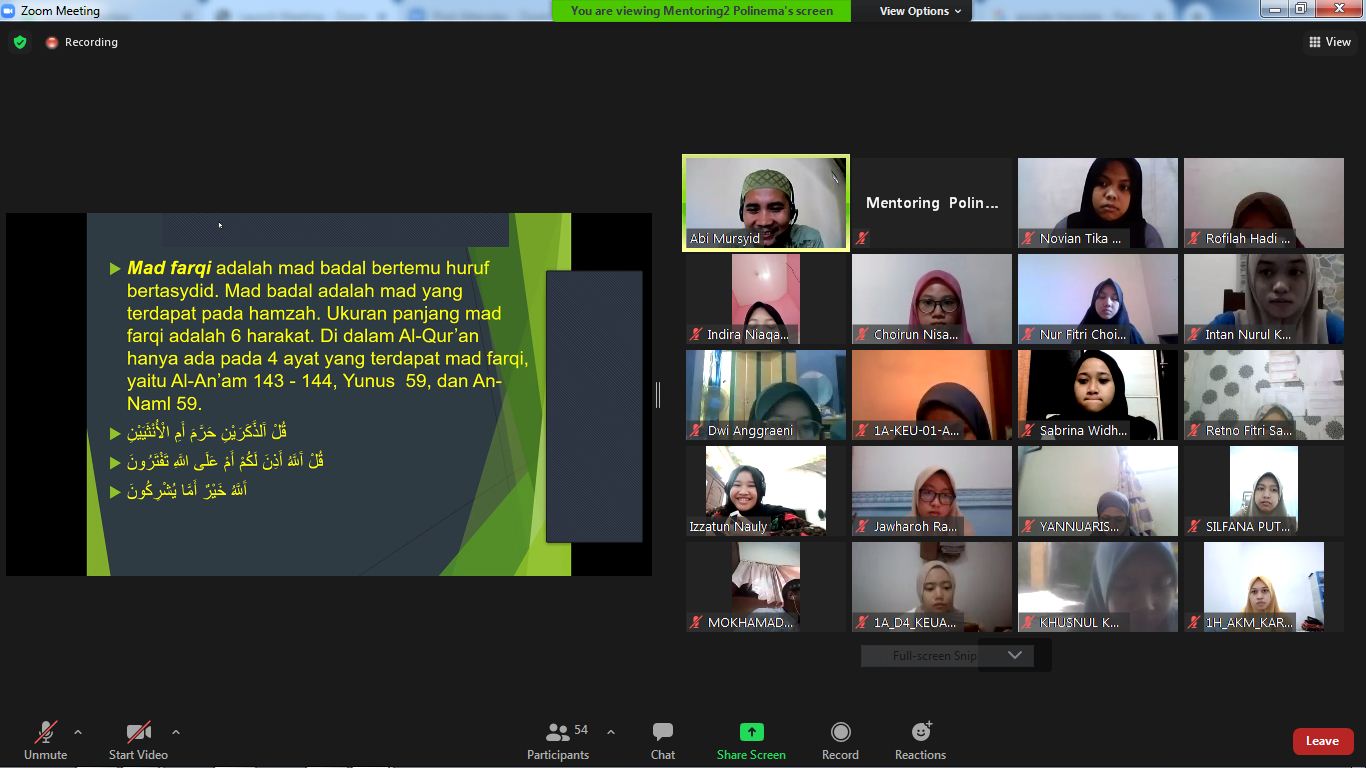 Zoom Meeting
You are viewing Mentoring2 Polinema's screen
View Options
Recording
View
Mad farqi adalah mad badal bertemu huruf
bertasydid. Mad badal adalah mad yang
terdapat pada hamzah. Ukuran panjang mad
farqi adalah 6 harakat. Di dalam Al-Qur'an
hanya ada pada 4 ayat yang terdapat mad farqi,
yaitu Al-An'am 143 - 144, Yunus 59, dan An-
Naml 59.
قُلْ آلذَّكَرَيْنِ حَرَّمَ أَمِ الْأُنْثَيَيْنِ
قُلْ آللَّهُ أَذِنَ لَكُمْ أَمْ عَلَى اللَّهِ تَفْتَرُونَ
آللَّهُ خَيْرٌ أَمَّا يُشْرِكُونَ
Abi Mursyid
Mentoring Polin...
Novian Tika ...
Rofilah Hadi ...
Indira Niaqa...
Choirun Nisa...
Nur Fitri Choi...
Intan Nurul K...
Dwi Anggraeni
1A-KEU-01-A...
Sabrina Widh...
Retno Fitri Sa...
Izzatun Nauly
Jawharoh Ra...
YANNUARIS...
SILFANA PUT...
MOKHAMAD...
1A_D4_KEUA...
KHUSNUL K...
1H_AKM_KAR...
Full-screen Snip
Unmute
Start Video
Participants
54
Chat
Share Screen
Record
Reactions
Leave